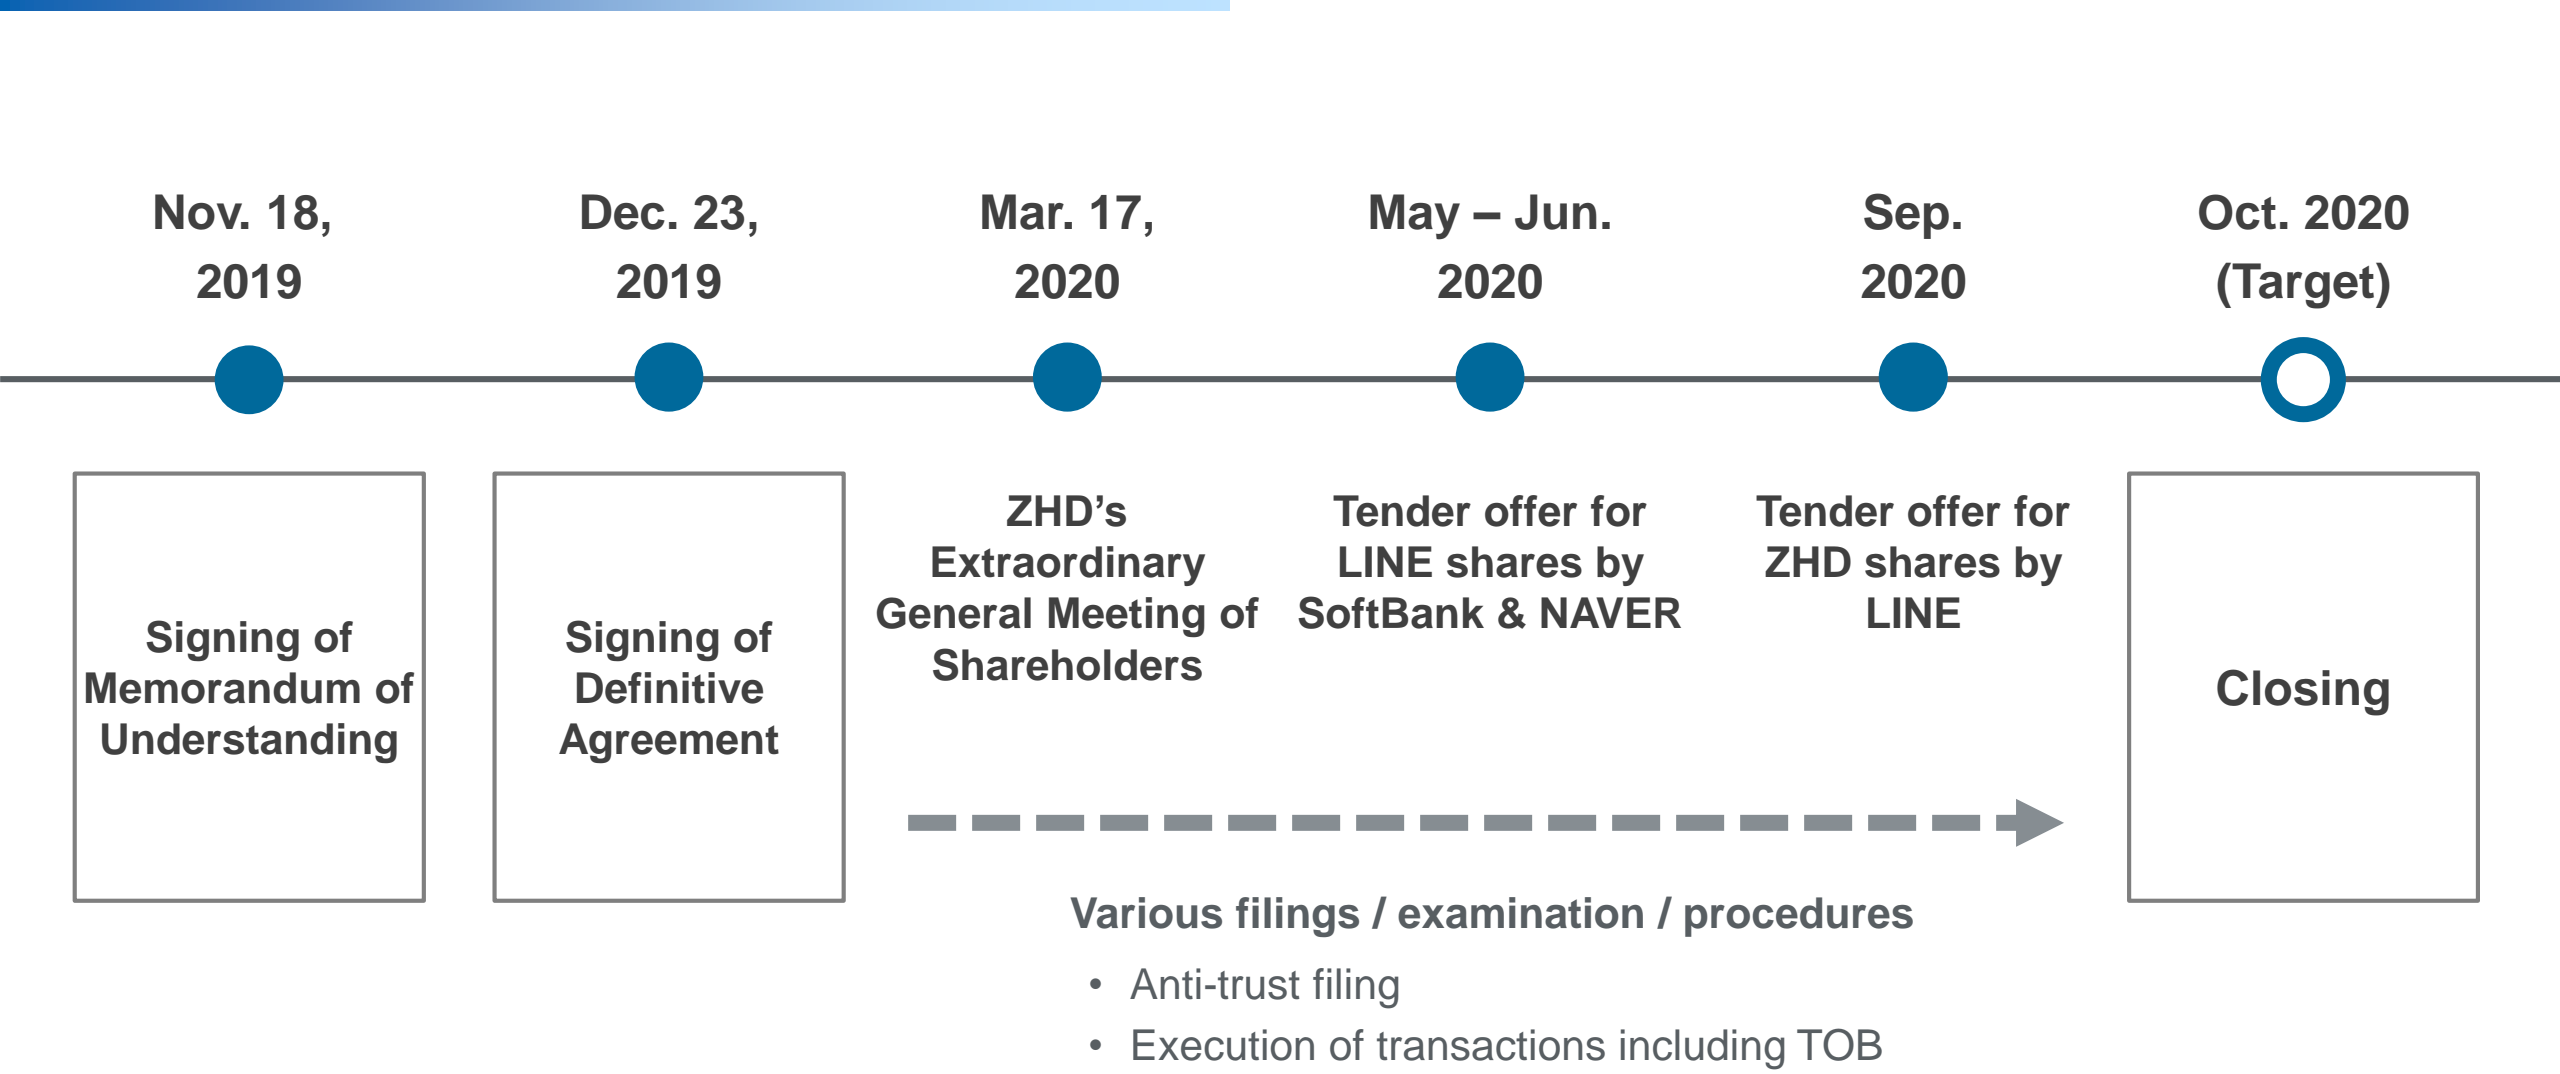 Nov. 18,
2019
Dec. 23,
2019
Mar. 17,
2020
May – Jun.
2020
Sep.
2020
Oct. 2020
(Target)
Signing of
Memorandum of
Understanding
Signing of
Definitive
Agreement
ZHD’s
Extraordinary
General Meeting of
Shareholders
Tender offer for
LINE shares by
SoftBank & NAVER
Tender offer for
ZHD shares by
LINE
Closing
Various filings / examination / procedures
• Anti-trust filing
• Execution of transactions including TOB